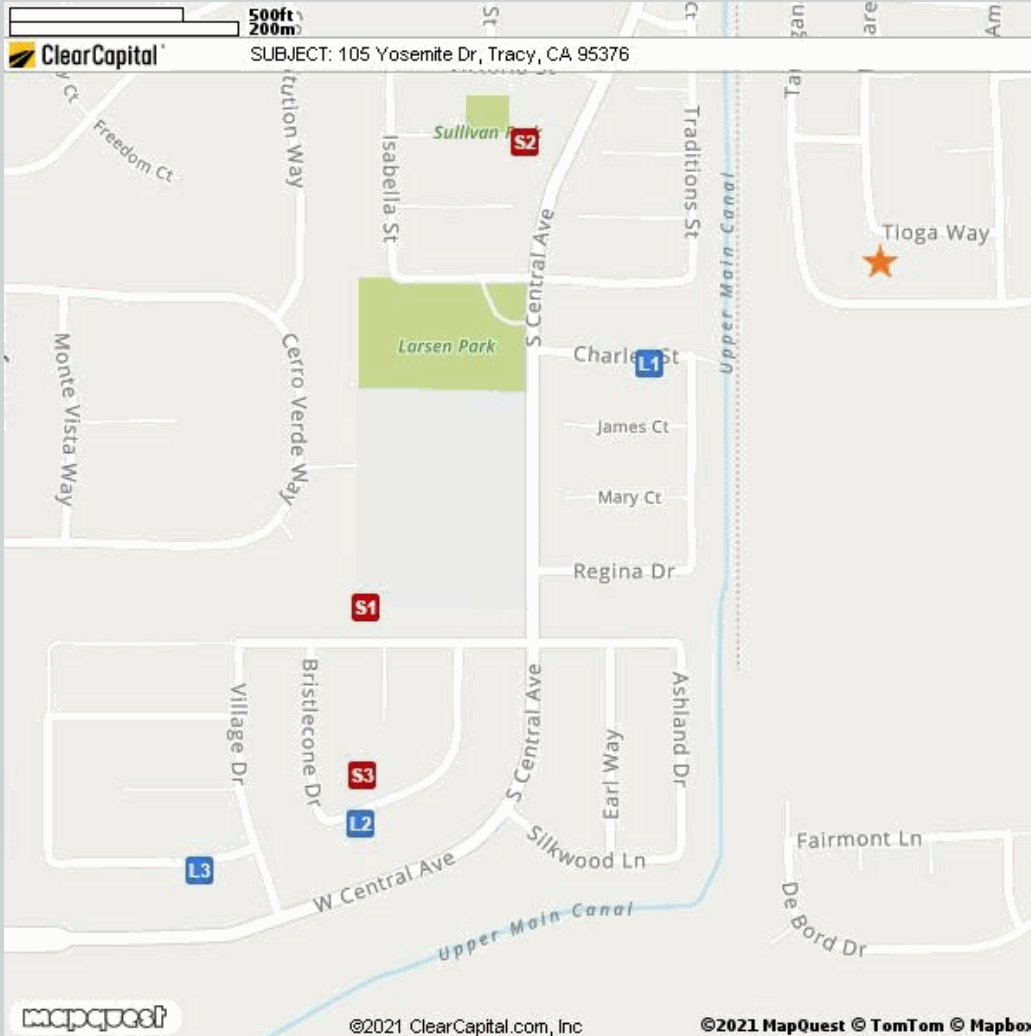 500ft
200m
ClearCapital
SUBJECT: 105 Yosemite Dr, Tracy, CA 95376
St
Ct
Freedom Ct
Isabella St
Sullivan
S2
Traditions St
S Central Ave
Upper Main Canal
Tioga Way
Larsen Park
Monte Vista Way
Cerro Verde Way
L1
James Ct
Mary Ct
Regina Dr
S1
Village Dr
Bristlecone Dr
S Central Ave
Earl Way
Ashland Dr
S3
L2
L3
Silkwood Ln
W Central Ave
Fairmont Ln
De Bord Dr
Upper Main Canal
mapquest
©2021 ClearCapital.com, Inc
©2021 MapQuest © TomTom © Mapbox